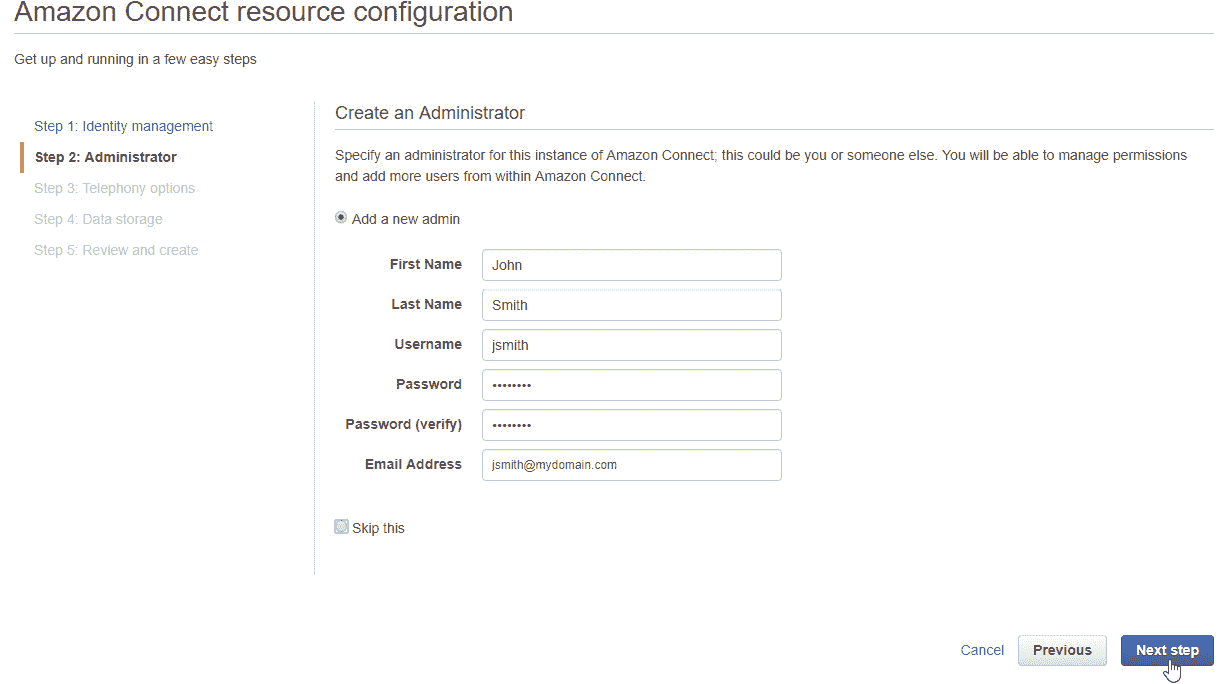 Amazon Connect resource configuration
Get up and running in a few easy steps
Step 1: Identity management
Step 2: Administrator
Step 3: Telephony options
Step 4: Data storage
Step 5: Review and create
Create an Administrator
Specify an administrator for this instance of Amazon Connect; this could be you or someone else. You will be able to manage permissions
and add more users from within Amazon Connect.
Add a new admin
First Name John
Last Name Smith
Username jsmith
Password ••••••••
Password (verify) ••••••••
Email Address jsmith@mydomain.com
Skip this
Cancel Previous Next step